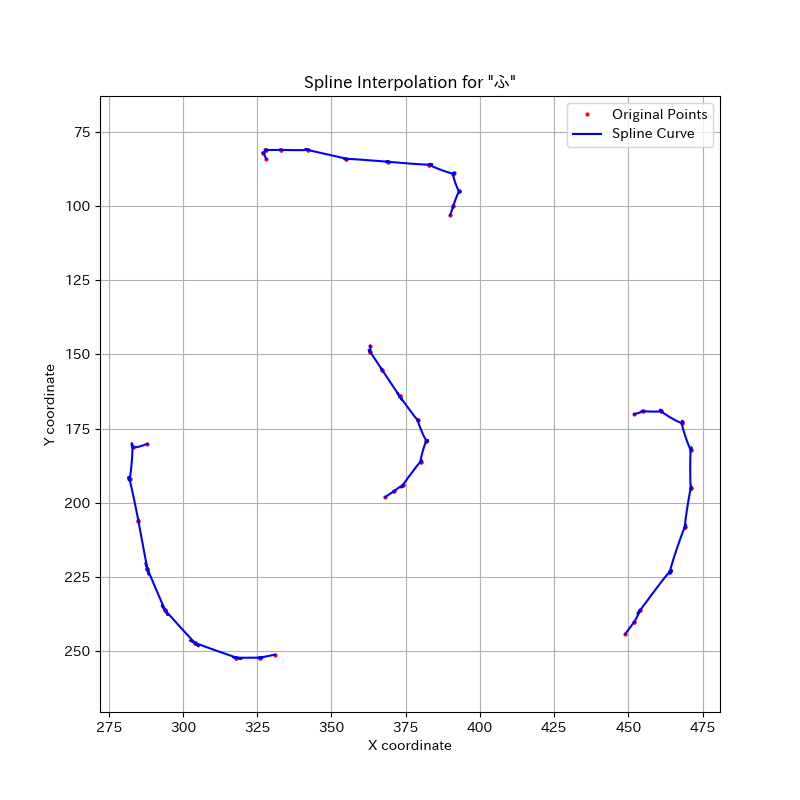 Spline Interpolation for "ふ"
Original Points
Spline Curve
75
100
125
150
175
200
225
250
Y coordinate
275 300 325 350 375 400 425 450 475
X coordinate